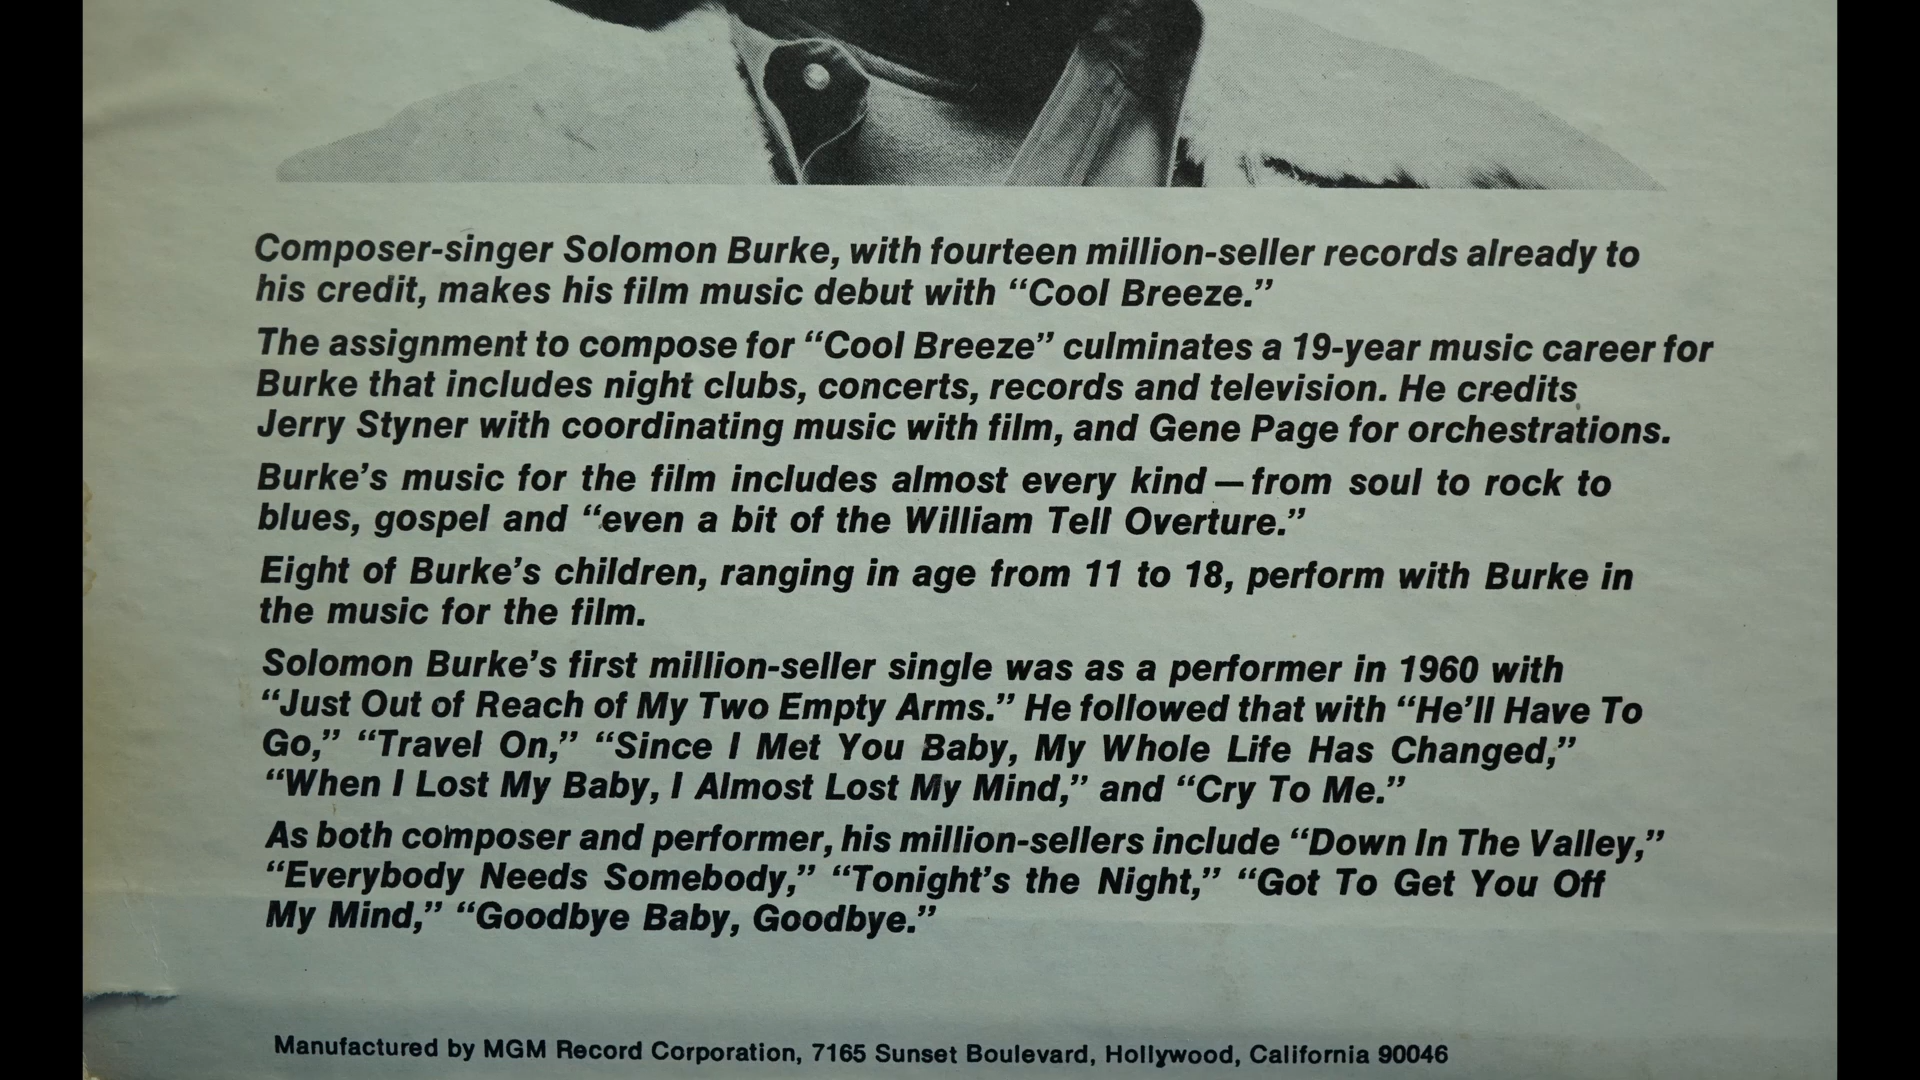 Composer-singer Solomon Burke, with fourteen million-seller records already to
his credit, makes his film music debut with “Cool Breeze.”
The assignment to compose for “Cool Breeze” culminates a 19-year music career for
Burke that includes night clubs, concerts, records and television. He credits
Jerry Styner with coordinating music with film, and Gene Page for orchestrations.
Burke’s music for the film includes almost every kind — from soul to rock to
blues, gospel and “even a bit of the William Tell Overture.”
Eight of Burke’s children, ranging in age from 11 to 18, perform with Burke in
the music for the film.
Solomon Burke’s first million-seller single was as a performer in 1960 with
“Just Out of Reach of My Two Empty Arms.” He followed that with “He’ll Have To
Go,” “Travel On,” “Since I Met You Baby, My Whole Life Has Changed,”
“When I Lost My Baby, I Almost Lost My Mind,” and “Cry To Me.”
As both composer and performer, his million-sellers include “Down In The Valley,”
“Everybody Needs Somebody,” “Tonight’s the Night,” “Got To Get You Off
My Mind,” “Goodbye Baby, Goodbye.”
Manufactured by MGM Record Corporation, 7165 Sunset Boulevard, Hollywood, California 90046